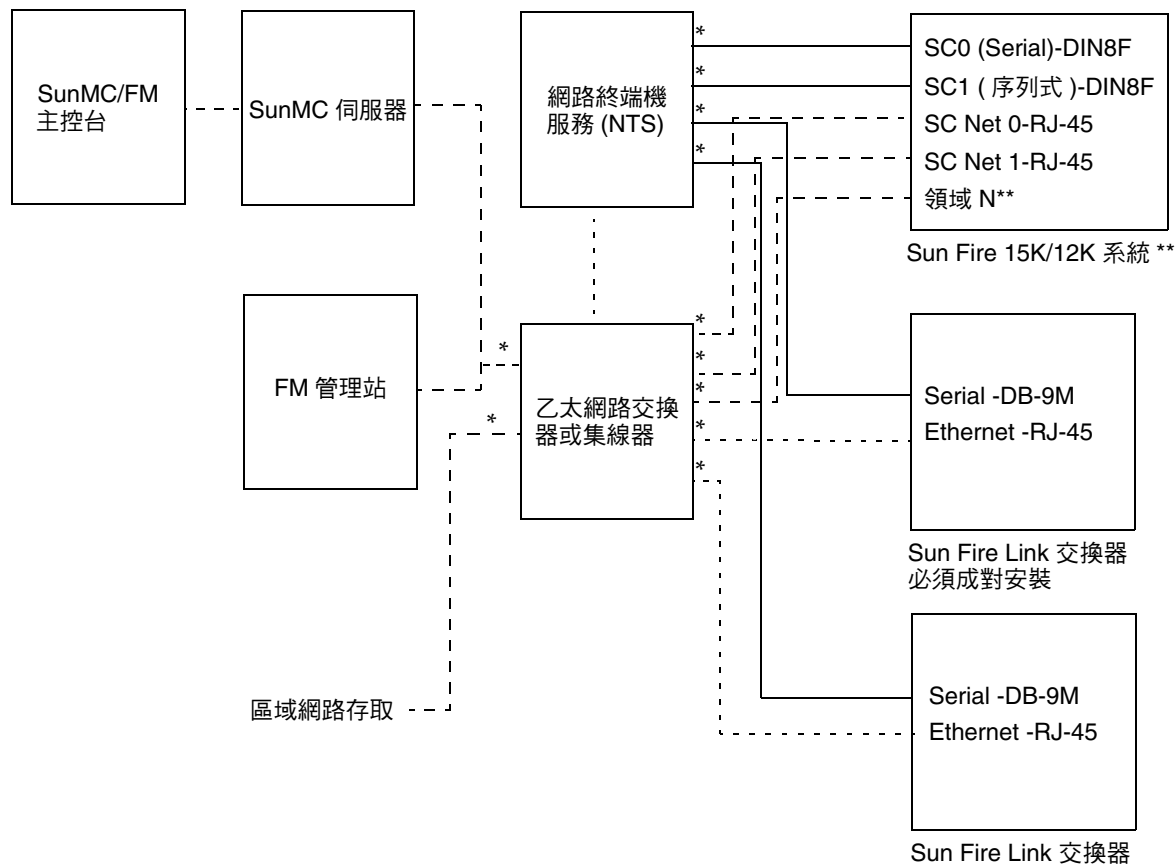 SunMC/FM
主控台
SunMC 伺服器
網路終端機
服務 (NTS)
*
*
*
*
SC0 (Serial)-DIN8F
SC1 ( 序列式 )-DIN8F
SC Net 0-RJ-45
SC Net 1-RJ-45
領域 N**
Sun Fire 15K/12K 系統 **
FM 管理站
*
*
乙太網路交換
器或集線器
*
*
*
*
*
Serial -DB-9M
Ethernet -RJ-45
Sun Fire Link 交換器
必須成對安裝
區域網路存取
Serial -DB-9M
Ethernet -RJ-45
Sun Fire Link 交換器